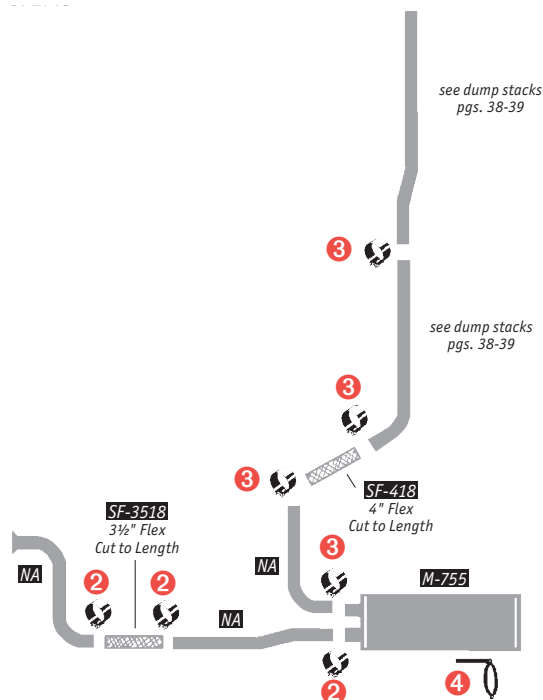 see dump stacks
pgs. 38-39
3
see dump stacks
pgs. 38-39
3
3
SF-418
4" Flex
Cut to Length
SF-3518
3½" Flex
Cut to Length
3
NA
M-755
NA
2
2
NA
4
2